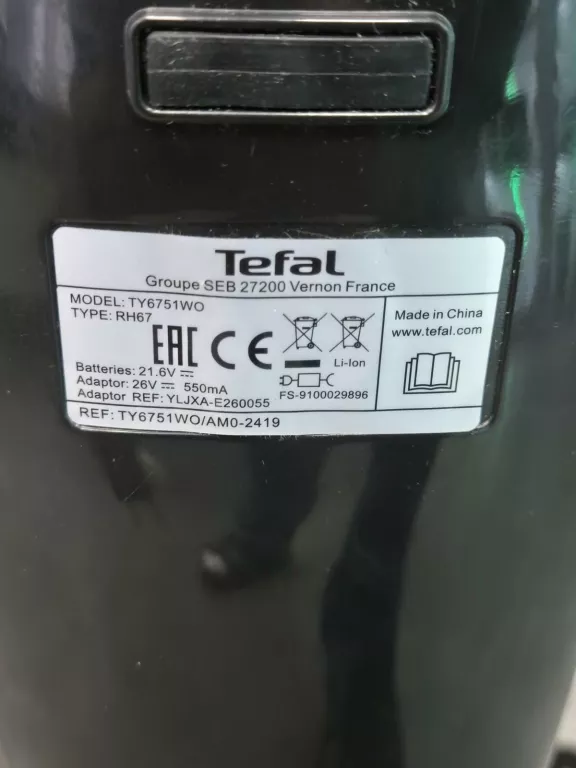 Tefal
Groupe SEB 27200 Vernon France
MODEL: TY6751WO
TYPE: RH67
EAC CE
Li-Ion
Batteries: 21.6V
Adaptor: 26V 550mA
Adaptor REF: YLJXA-E260055
FS-9100029896
Made in China
www.tefal.com
REF: TY6751WO/AM0-2419